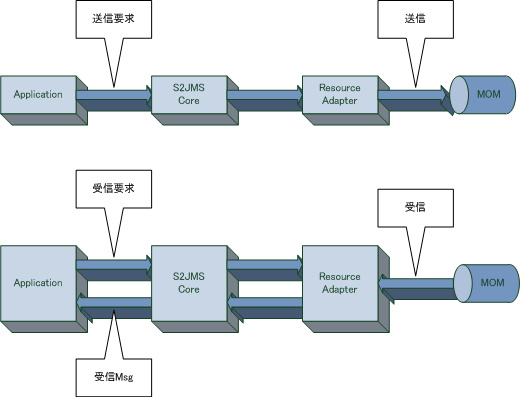 送信要求
送信
Application
S2JMS
Core
Resource
Adapter
MOM
受信要求
受信
Application
S2JMS
Core
Resource
Adapter
MOM
受信Msg